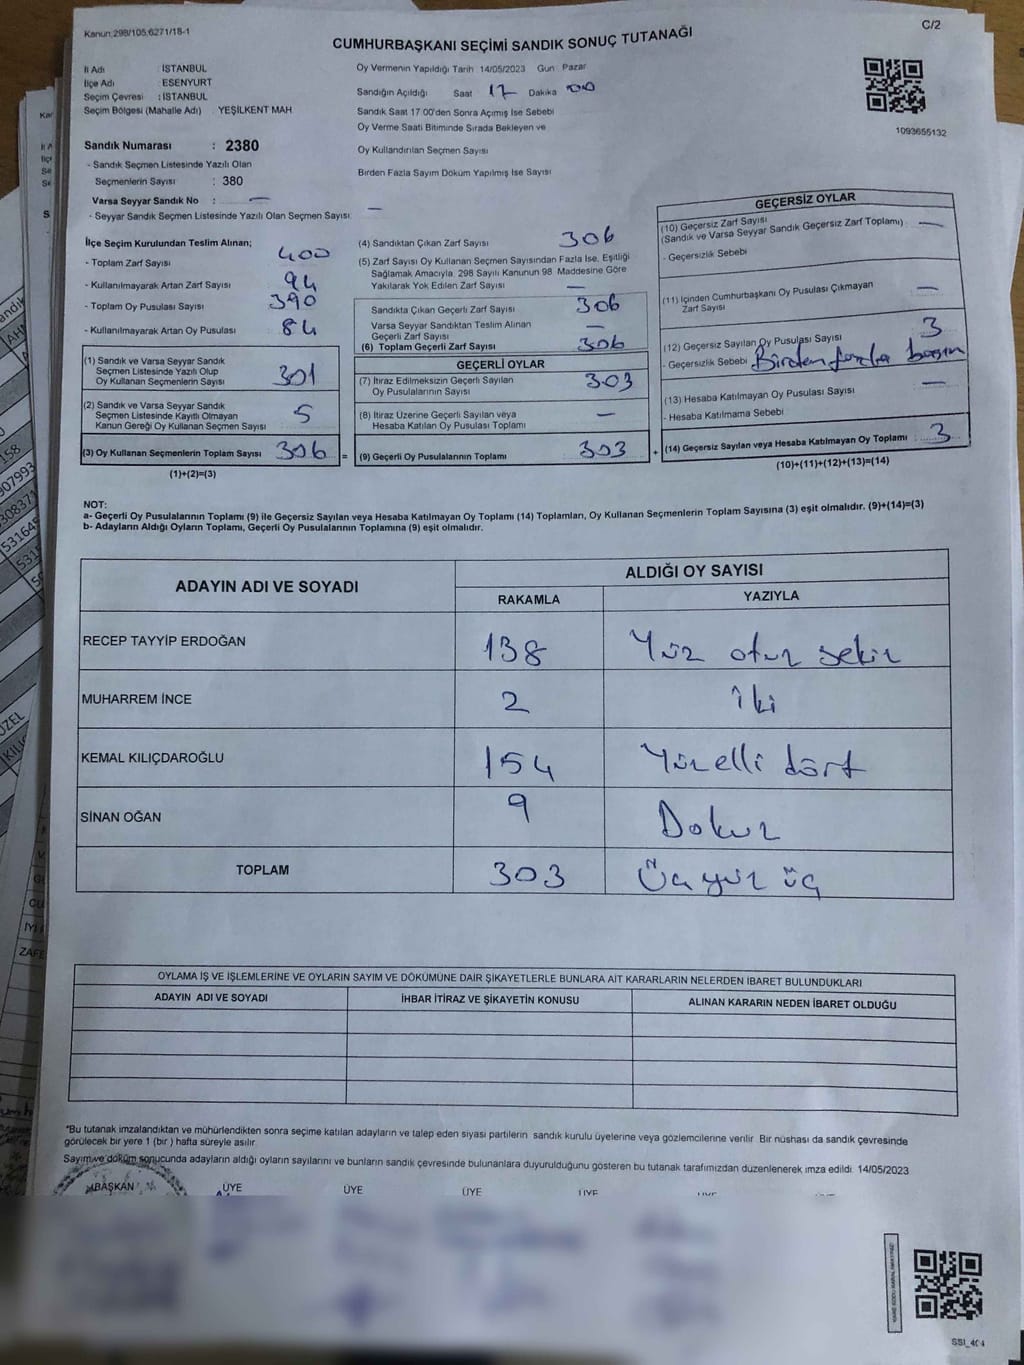 Kanun:298/105,6271/18-1
C/2
CUMHURBAŞKANI SEÇİMİ SANDIK SONUÇ TUTANAĞI
İl Adı : İSTANBUL
İlçe Adı : ESENYURT
Seçim Çevresi : İSTANBUL
Seçim Bölgesi (Mahalle Adı) : YEŞİLKENT MAH
Sandık Numarası : 2380
- Sandık Seçmen Listesinde Yazılı Olan
Seçmenlerin Sayısı : 380
Varsa Seyyar Sandık No : —
- Seyyar Sandık Seçmen Listesinde Yazılı Olan Seçmen Sayısı: —
Oy Vermenin Yapıldığı Tarih 14/05/2023 Gün : Pazar
Sandığın Açıldığı Saat 17 Dakika 00
Sandık Saat 17:00'den Sonra Açımış İse Sebebi
Oy Verme Saati Bitiminde Sırada Bekleyen ve
Oy Kullandırılan Seçmen Sayısı
Birden Fazla Sayım Döküm Yapılmış İse Sayısı
1093655132
İlçe Seçim Kurulundan Teslim Alınan;
- Toplam Zarf Sayısı : 400
- Kullanılmayarak Artan Zarf Sayısı : 94
- Toplam Oy Pusulası Sayısı : 390
- Kullanılmayarak Artan Oy Pusulası : 84
(1) Sandık ve Varsa Seyyar Sandık
Seçmen Listesinde Yazılı Olup
Oy Kullanan Seçmenlerin Sayısı : 301
(2) Sandık ve Varsa Seyyar Sandık
Seçmen Listesinde Kayıtlı Olmayan
Kanun Gereği Oy Kullanan Seçmen Sayısı : 5
(3) Oy Kullanan Seçmenlerin Toplam Sayısı : 306 =
(1)+(2)=(3)
(4) Sandıktan Çıkan Zarf Sayısı : 306
(5) Zarf Sayısı Oy Kullanan Seçmen Sayısından Fazla İse, Eşitliği
Sağlamak Amacıyla, 298 Sayılı Kanunun 98. Maddesine Göre
Yakılarak Yok Edilen Zarf Sayısı : —
Sandıkta Çıkan Geçerli Zarf Sayısı : 306
Varsa Seyyar Sandıktan Teslim Alınan
Geçerli Zarf Sayısı : —
(6) Toplam Geçerli Zarf Sayısı : 306
GEÇERLİ OYLAR
(7) İtiraz Edilmeksizin Geçerli Sayılan
Oy Pusulalarının Sayısı : 303
(8) İtiraz Üzerine Geçerli Sayılan veya
Hesaba Katılan Oy Pusulası Toplamı : —
(9) Geçerli Oy Pusulalarının Toplamı : 303 +
GEÇERSİZ OYLAR
(10) Geçersiz Zarf Sayısı
(Sandık ve Varsa Seyyar Sandık Geçersiz Zarf Toplamı) : —
- Geçersizlik Sebebi
(11) İçinden Cumhurbaşkanı Oy Pusulası Çıkmayan
Zarf Sayısı : —
(12) Geçersiz Sayılan Oy Pusulası Sayısı : 3
- Geçersizlik Sebebi : Birden fazla basım
(13) Hesaba Katılmayan Oy Pusulası Sayısı : —
- Hesaba Katılmama Sebebi
(14) Geçersiz Sayılan veya Hesaba Katılmayan Oy Toplamı : 3
(10)+(11)+(12)+(13)=(14)
NOT:
a- Geçerli Oy Pusulalarının Toplamı (9) ile Geçersiz Sayılan veya Hesaba Katılmayan Oy Toplamı (14) Toplamları, Oy Kullanan Seçmenlerin Toplam Sayısına (3) eşit olmalıdır. (9)+(14)=(3)
b- Adayların Aldığı Oyların Toplamı, Geçerli Oy Pusulalarının Toplamına (9) eşit olmalıdır.
ADAYIN ADI VE SOYADI
ALDIĞI OY SAYISI
RAKAMLA YAZIYLA
RECEP TAYYİP ERDOĞAN 138 Yüz otuz sekiz
MUHARREM İNCE 2 İki
KEMAL KILIÇDAROĞLU 154 Yüzelli dört
SİNAN OĞAN 9 Dokuz
TOPLAM 303 Üçyüz üç
OYLAMA İŞ VE İŞLEMLERİNE VE OYLARIN SAYIM VE DÖKÜMÜNE DAİR ŞİKAYETLERLE BUNLARA AİT KARARLARIN NELERDEN İBARET BULUNDUKLARI
ADAYIN ADI VE SOYADI İHBAR İTİRAZ VE ŞİKAYETİN KONUSU ALINAN KARARIN NEDEN İBARET OLDUĞU
*Bu tutanak imzalandıktan ve mühürlendikten sonra seçime katılan adayların ve talep eden siyasi partilerin sandık kurulu üyelerine veya gözlemcilerine verilir. Bir nüshası da sandık çevresinde
görülecek bir yere 1 (bir ) hafta süreyle asılır.
Sayım ve döküm sonucunda adayların aldığı oyların sayılarını ve bunların sandık çevresinde bulunanlara duyurulduğunu gösteren bu tutanak tarafımızdan düzenlenerek imza edildi. 14/05/2023
BAŞKAN ÜYE ÜYE ÜYE ÜYE
SSI_404